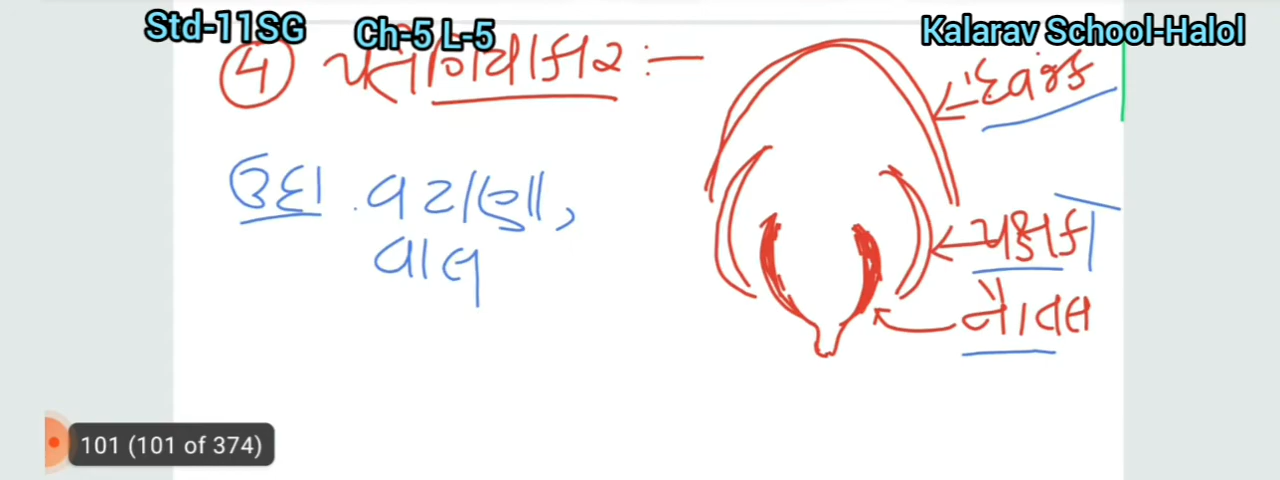 Std-11SG Ch-5 L-5 Kalarav School-Halol
④ પતંગિયાકાર :-
ધ્વજક
ઉદા. વટાણા,
વાલ
પક્ષકો
નૌતલ
101 (101 of 374)